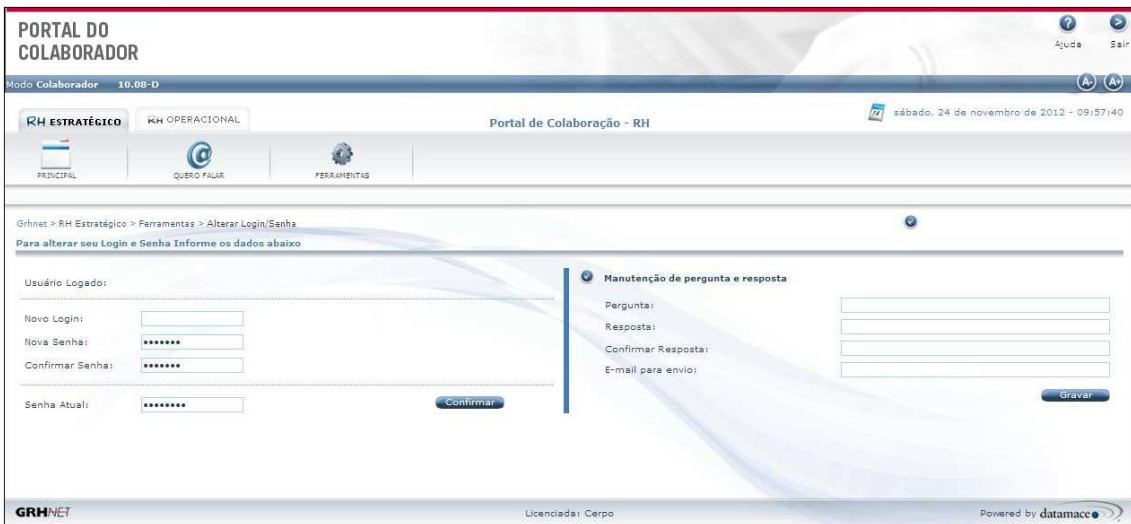 PORTAL DO
COLABORADOR
Ajuda
Sair
Modo Colaborador 10.08-D
A- A+
RH ESTRATÉGICO
RH OPERACIONAL
Portal de Colaboração - RH
14
sábado, 24 de novembro de 2012 - 09:57:40
PRINCIPAL
QUERO FALAR
FERRAMENTAS
Grhnet > RH Estratégico > Ferramentas > Alterar Login/Senha
Para alterar seu Login e Senha Informe os dados abaixo
Usuário Logado:
Novo Login:
Nova Senha: •••••••
Confirmar Senha: •••••••
Senha Atual: ••••••••
Confirmar
Manutenção de pergunta e resposta
Pergunta:
Resposta:
Confirmar Resposta:
E-mail para envio:
Gravar
GRHNET
Licenciada: Cerpo
Powered by datamace